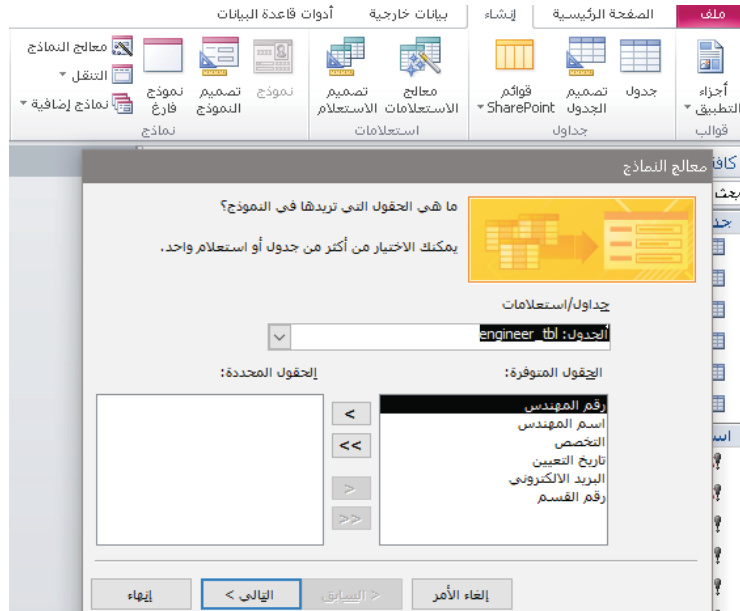 ملف
الصفحة الرئيسية
إنشاء
بيانات خارجية
أدوات قاعدة البيانات
أجزاء
التطبيق
قوالب
جدول
تصميم
الجدول
قوائم
SharePoint
جداول
معالج
الاستعلامات
تصميم
الاستعلام
استعلامات
نموذج
تصميم
النموذج
نموذج
فارغ
معالج النماذج
التنقل
نماذج إضافية
نماذج
معالج النماذج
ما هي الحقول التي تريدها في النموذج؟
يمكنك الاختيار من أكثر من جدول أو استعلام واحد.
جداول/استعلامات
الجدول: engineer_tbl
الحقول المتوفرة:
الحقول المحددة:
رقم المهندس
اسم المهندس
التخصص
تاريخ التعيين
البريد الالكتروني
رقم القسم
>
>>
<
<<
إلغاء الأمر
< السابق
التالي >
إنهاء